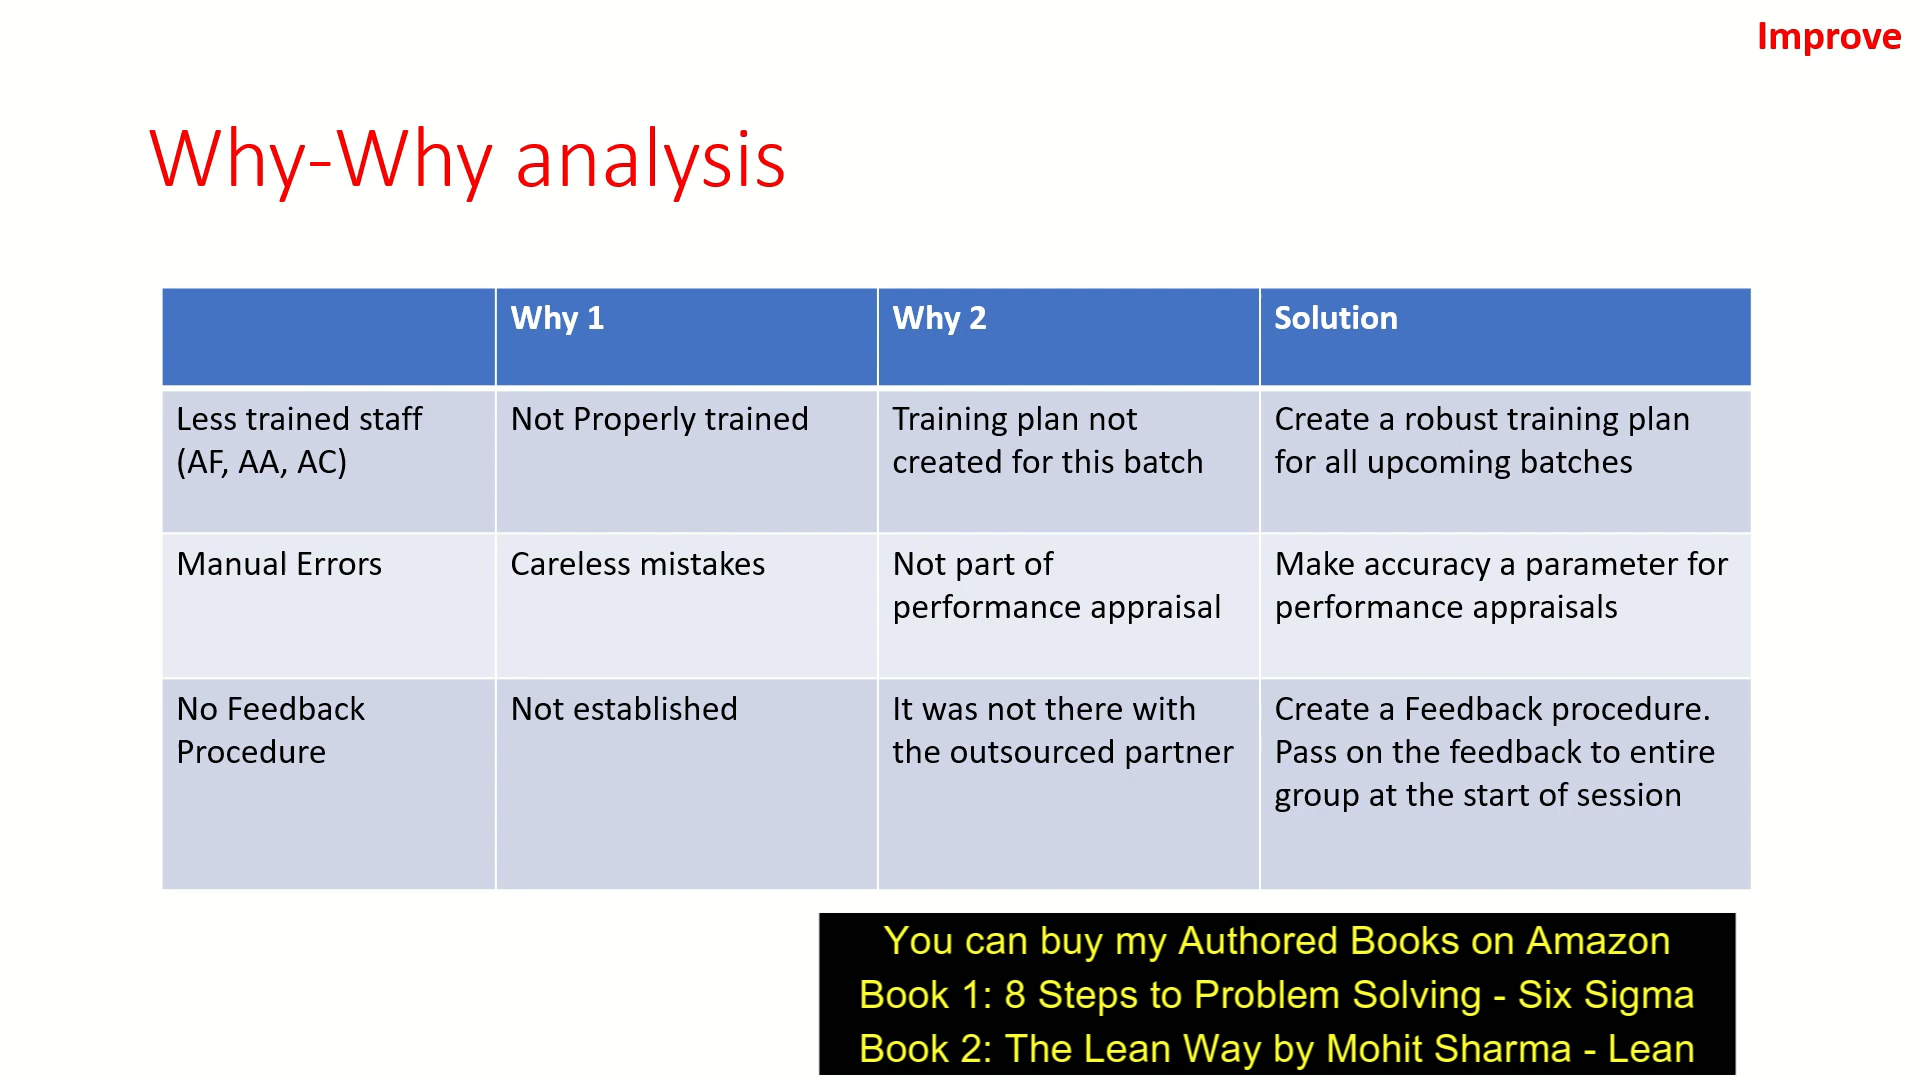 Improve
Why-Why analysis
Why 1
Why 2
Solution
Less trained staff
(AF, AA, AC)
Not Properly trained
Training plan not
created for this batch
Create a robust training plan
for all upcoming batches
Manual Errors
Careless mistakes
Not part of
performance appraisal
Make accuracy a parameter for
performance appraisals
No Feedback
Procedure
Not established
It was not there with
the outsourced partner
Create a Feedback procedure.
Pass on the feedback to entire
group at the start of session
You can buy my Authored Books on Amazon
Book 1: 8 Steps to Problem Solving - Six Sigma
Book 2: The Lean Way by Mohit Sharma - Lean